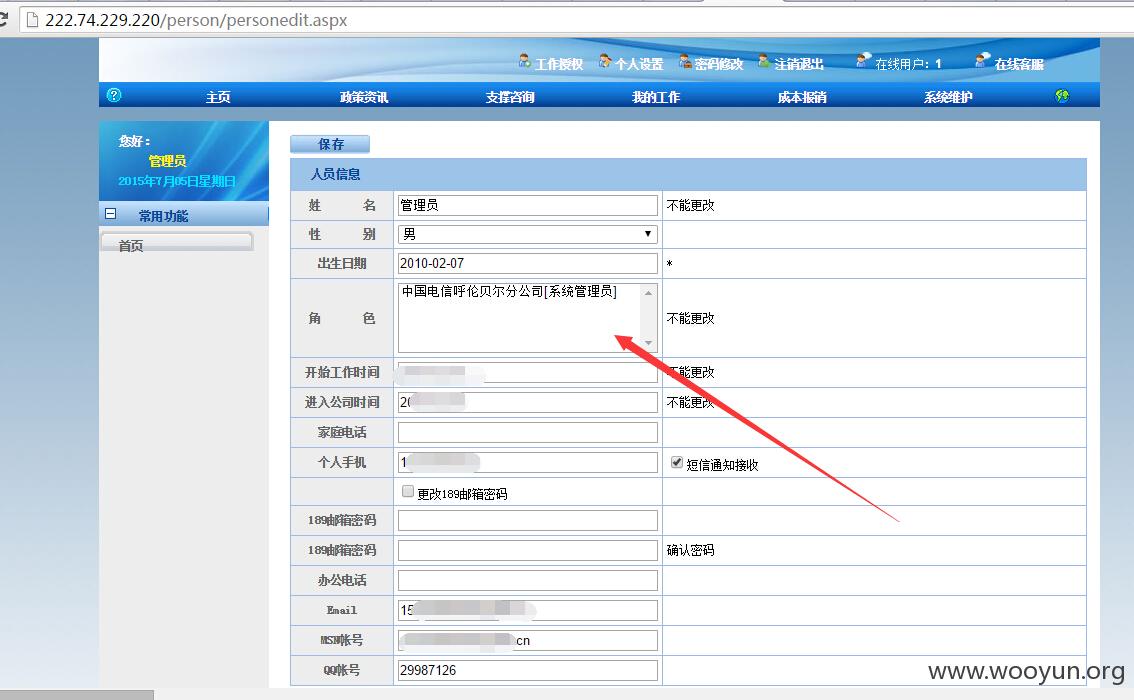 222.74.229.220/person/personedit.aspx
工作授权 个人设置 密码修改 注销退出 在线用户：1 在线客服
主页 政策资讯 支撑咨询 我的工作 成本报销 系统维护
您好：
管理员
2015年7月05日星期日
常用功能
首页
保存
人员信息
姓 名 管理员 不能更改
性 别 男
出生日期 2010-02-07 *
角 色 中国电信呼伦贝尔分公司[系统管理员] 不能更改
开始工作时间 不能更改
进入公司时间 20 不能更改
家庭电话
个人手机 1 短信通知接收
更改189邮箱密码
189邮箱密码
189邮箱密码 确认密码
办公电话
Email 15
MSN帐号 cn
QQ帐号 29987126
www.wooyun.org